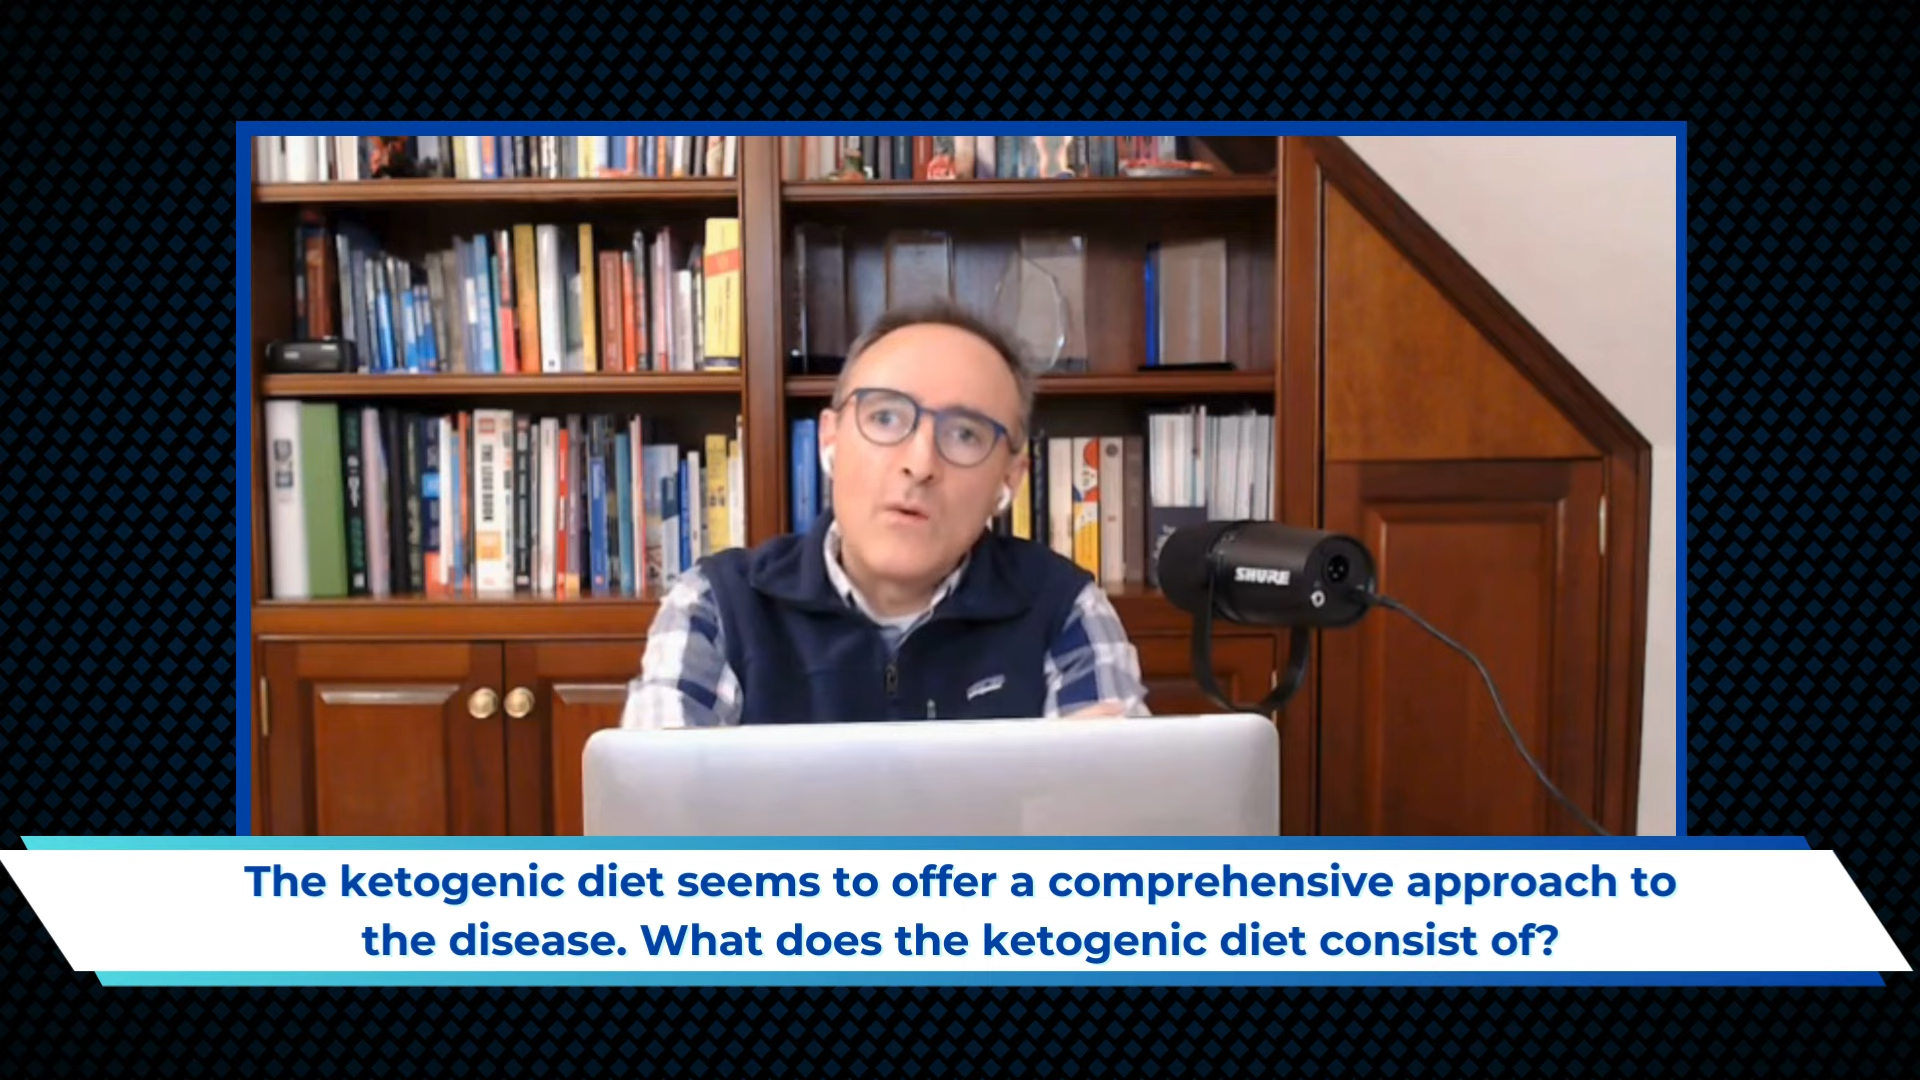 SHURE
The ketogenic diet seems to offer a comprehensive approach to
the disease. What does the ketogenic diet consist of?